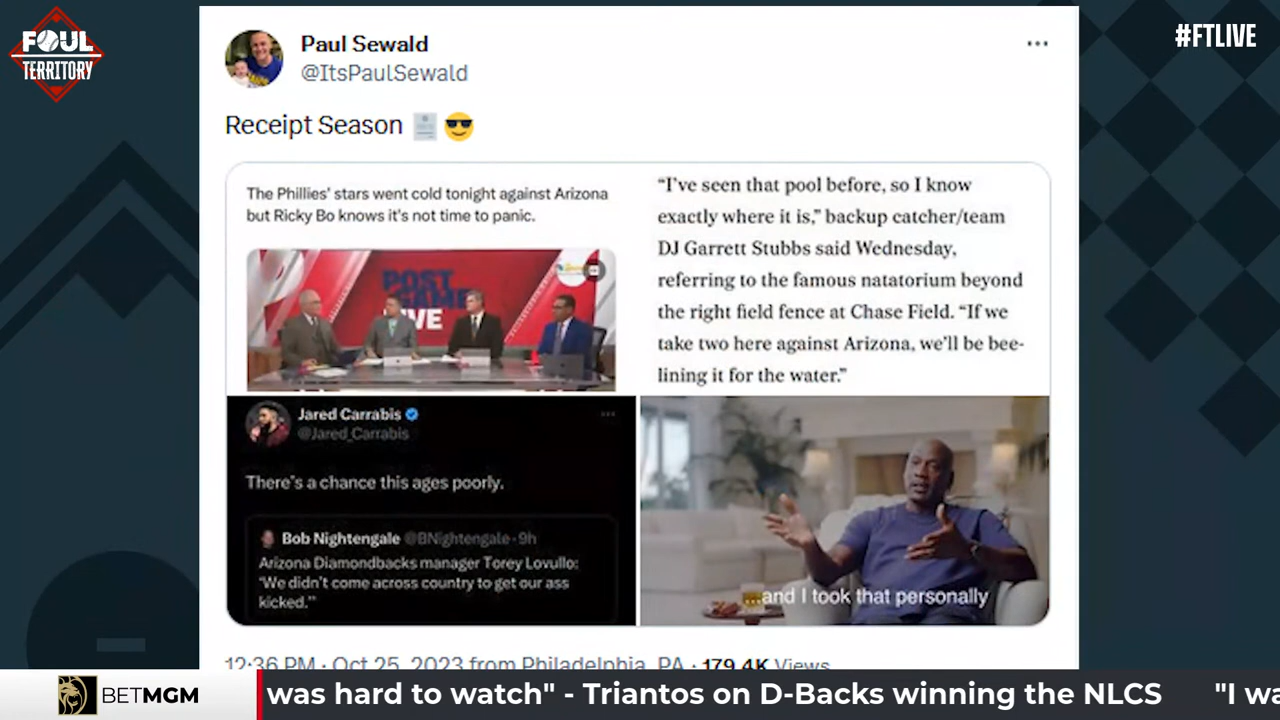 FOUL
TERRITORY
#FTLIVE
Paul Sewald
@ItsPaulSewald
Receipt Season
The Phillies' stars went cold tonight against Arizona
but Ricky Bo knows it's not time to panic.
POST
GAME
LIVE
“I’ve seen that pool before, so I know
exactly where it is,” backup catcher/team
DJ Garrett Stubbs said Wednesday,
referring to the famous natatorium beyond
the right field fence at Chase Field. “If we
take two here against Arizona, we’ll be bee-
lining it for the water.”
Jared Carrabis
@Jared_Carrabis
There's a chance this ages poorly.
Bob Nightengale @BNightengale · 9h
Arizona Diamondbacks manager Torey Lovullo:
'We didn't come across country to get our ass
kicked.''
...and I took that personally
12:36 PM · Oct 25, 2023 from Philadelphia, PA · 179.4K Views
BETMGM
was hard to watch" - Triantos on D-Backs winning the NLCS "I wa